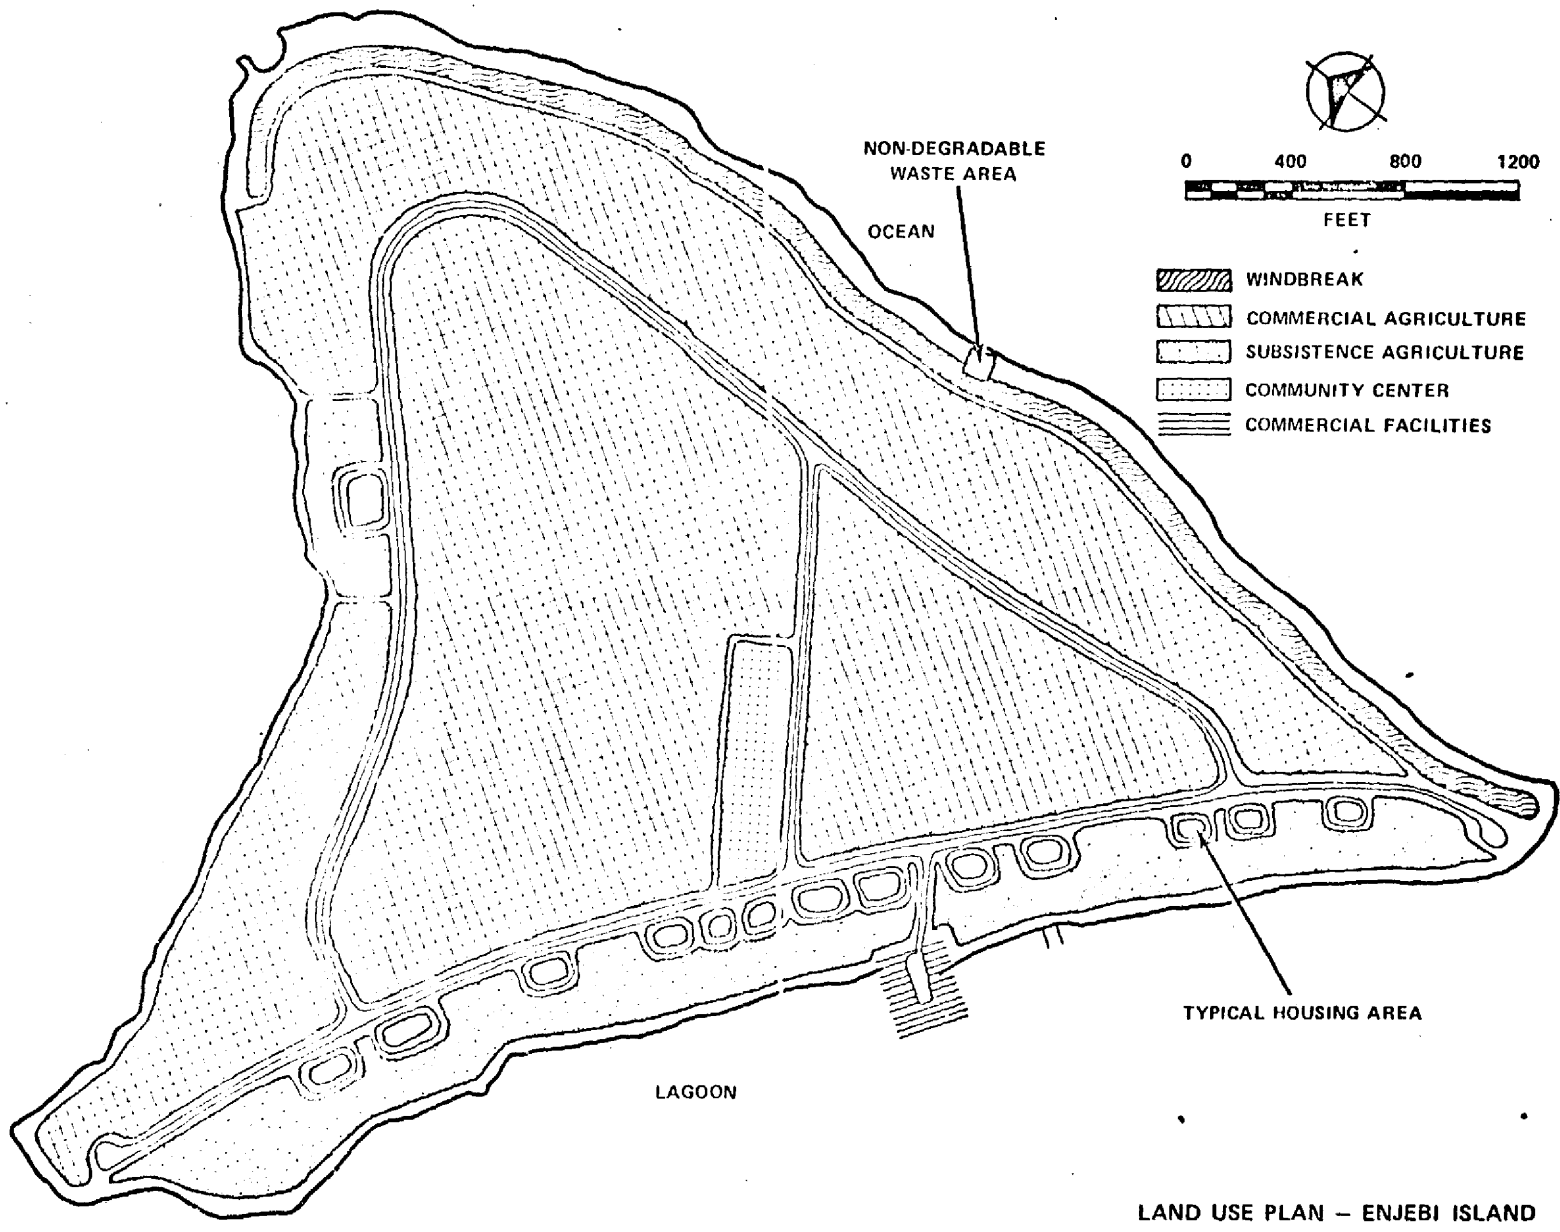 NON-DEGRADABLE
WASTE AREA
OCEAN
0 400 800 1200
FEET
WINDBREAK
COMMERCIAL AGRICULTURE
SUBSISTENCE AGRICULTURE
COMMUNITY CENTER
COMMERCIAL FACILITIES
TYPICAL HOUSING AREA
LAGOON
LAND USE PLAN – ENJEBI ISLAND